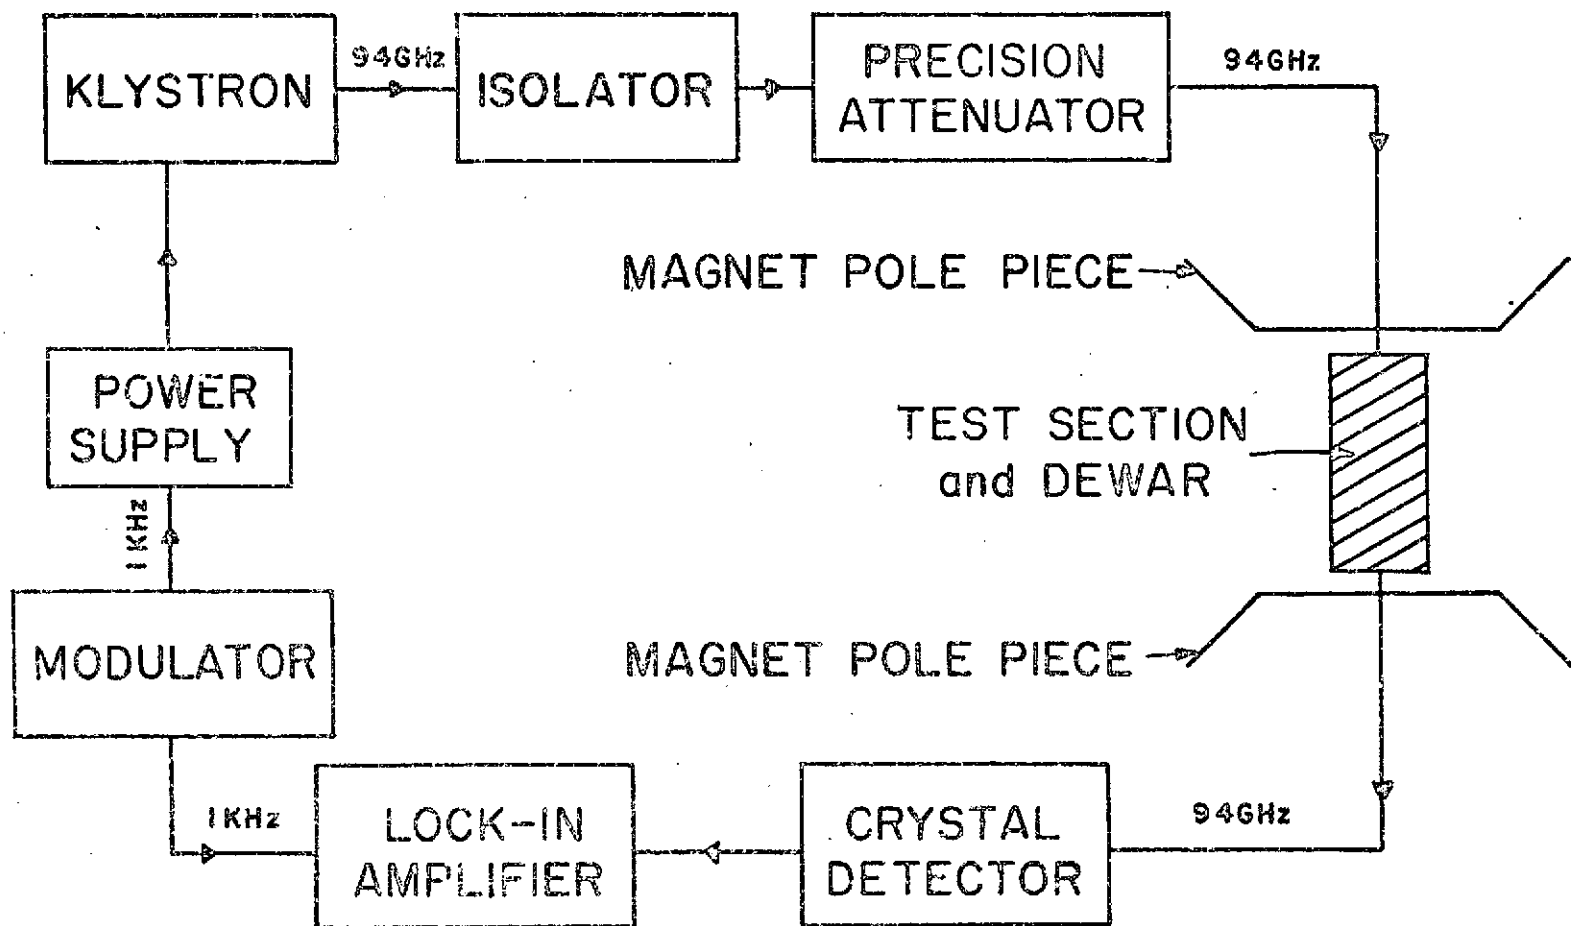 KLYSTRON
94GHz
ISOLATOR
PRECISION
ATTENUATOR
94GHz
MAGNET POLE PIECE
POWER
SUPPLY
TEST SECTION
and DEWAR
1KHz
MODULATOR
MAGNET POLE PIECE
1KHz
LOCK-IN
AMPLIFIER
CRYSTAL
DETECTOR
94GHz